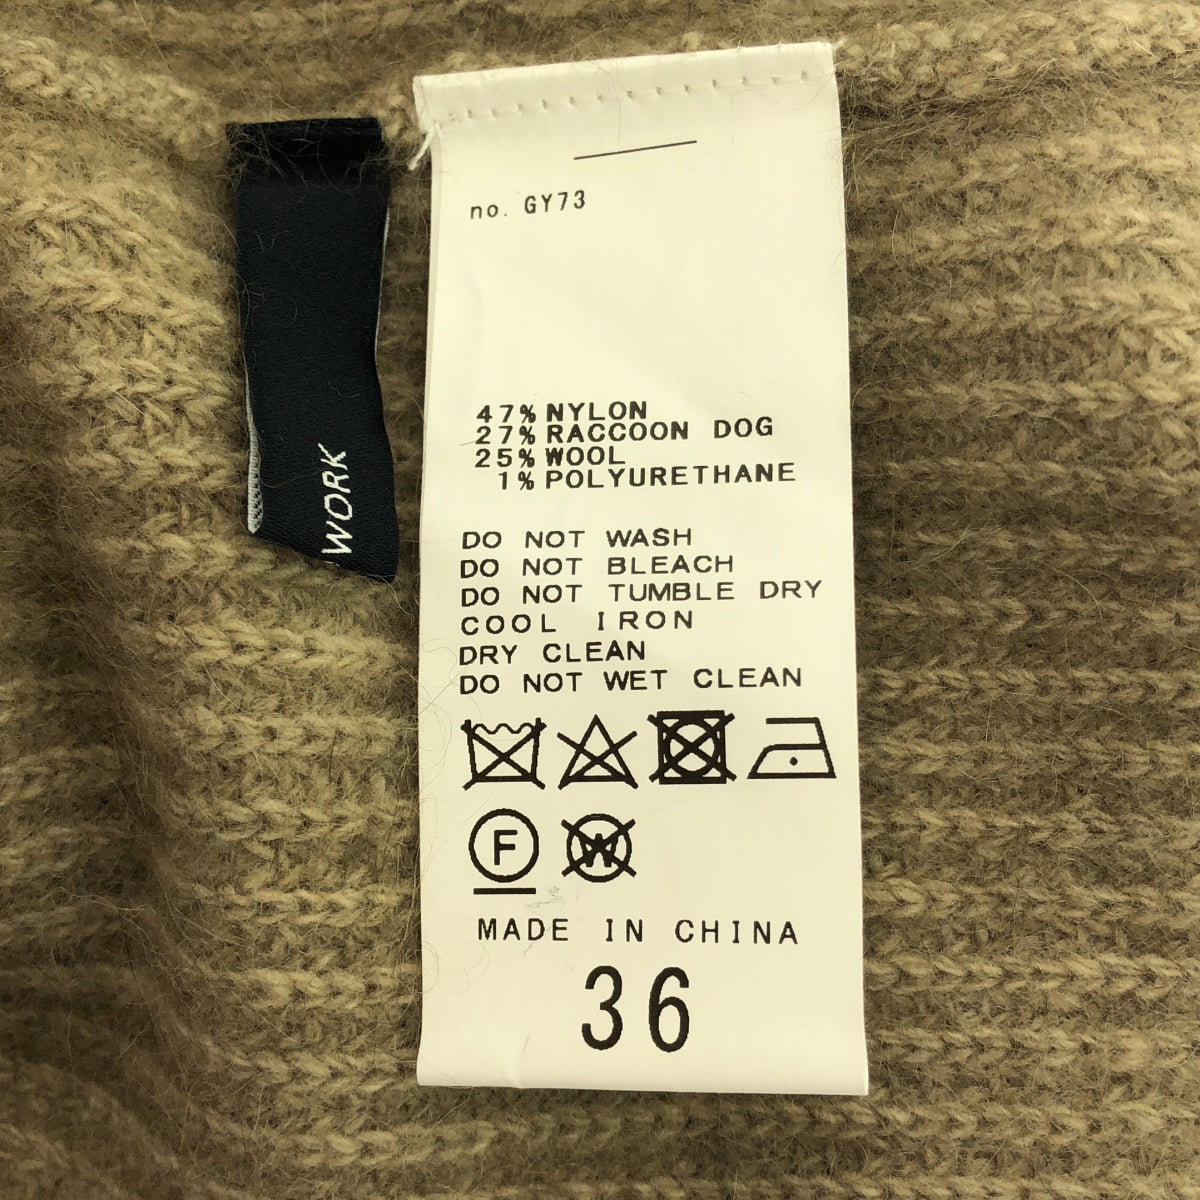 no. GY73
47% NYLON
27% RACCOON DOG
25% WOOL
1% POLYURETHANE
DO NOT WASH
DO NOT BLEACH
DO NOT TUMBLE DRY
COOL IRON
DRY CLEAN
DO NOT WET CLEAN
F W
MADE IN CHINA
36
WORK